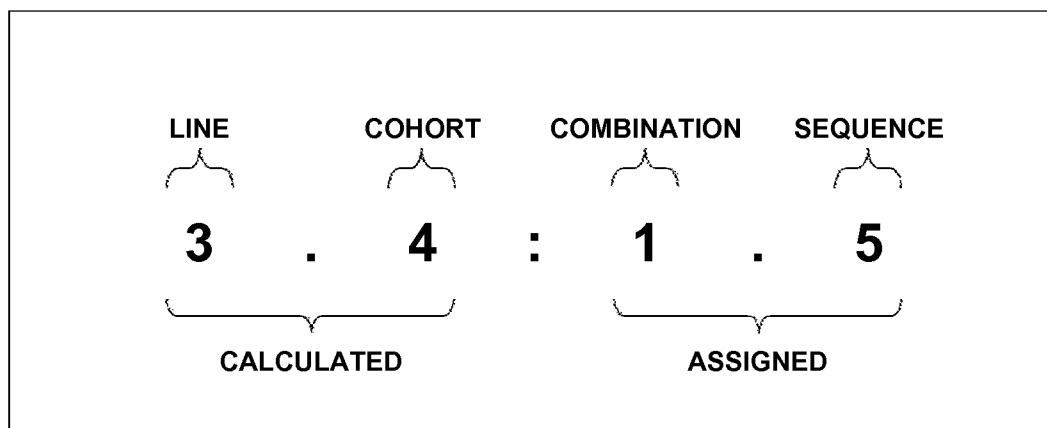 LINE COHORT COMBINATION SEQUENCE
3 . 4 : 1 . 5
CALCULATED ASSIGNED